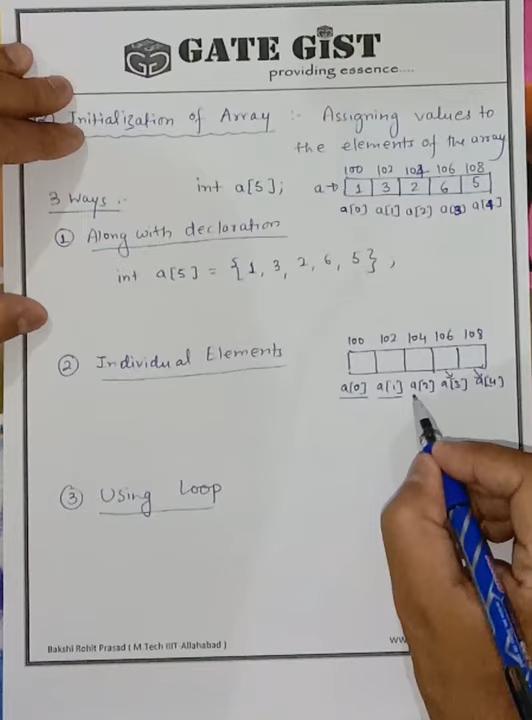 GATE GIST
providing essence....
Initialization of Array :- Assigning values to
the elements of the array
int a[5];
100 102 104 106 108
a→ 1 3 2 6 5
a[0] a[1] a[2] a[3] a[4]
3 Ways :-
① Along with declaration
int a[5] = {1, 3, 2, 6, 5} ,
② Individual Elements
100 102 104 106 108
a[0] a[1] a[2] a[3] a[4]
③ Using Loop
Bakshi Rohit Prasad ( M Tech IIIT-Allahabad )